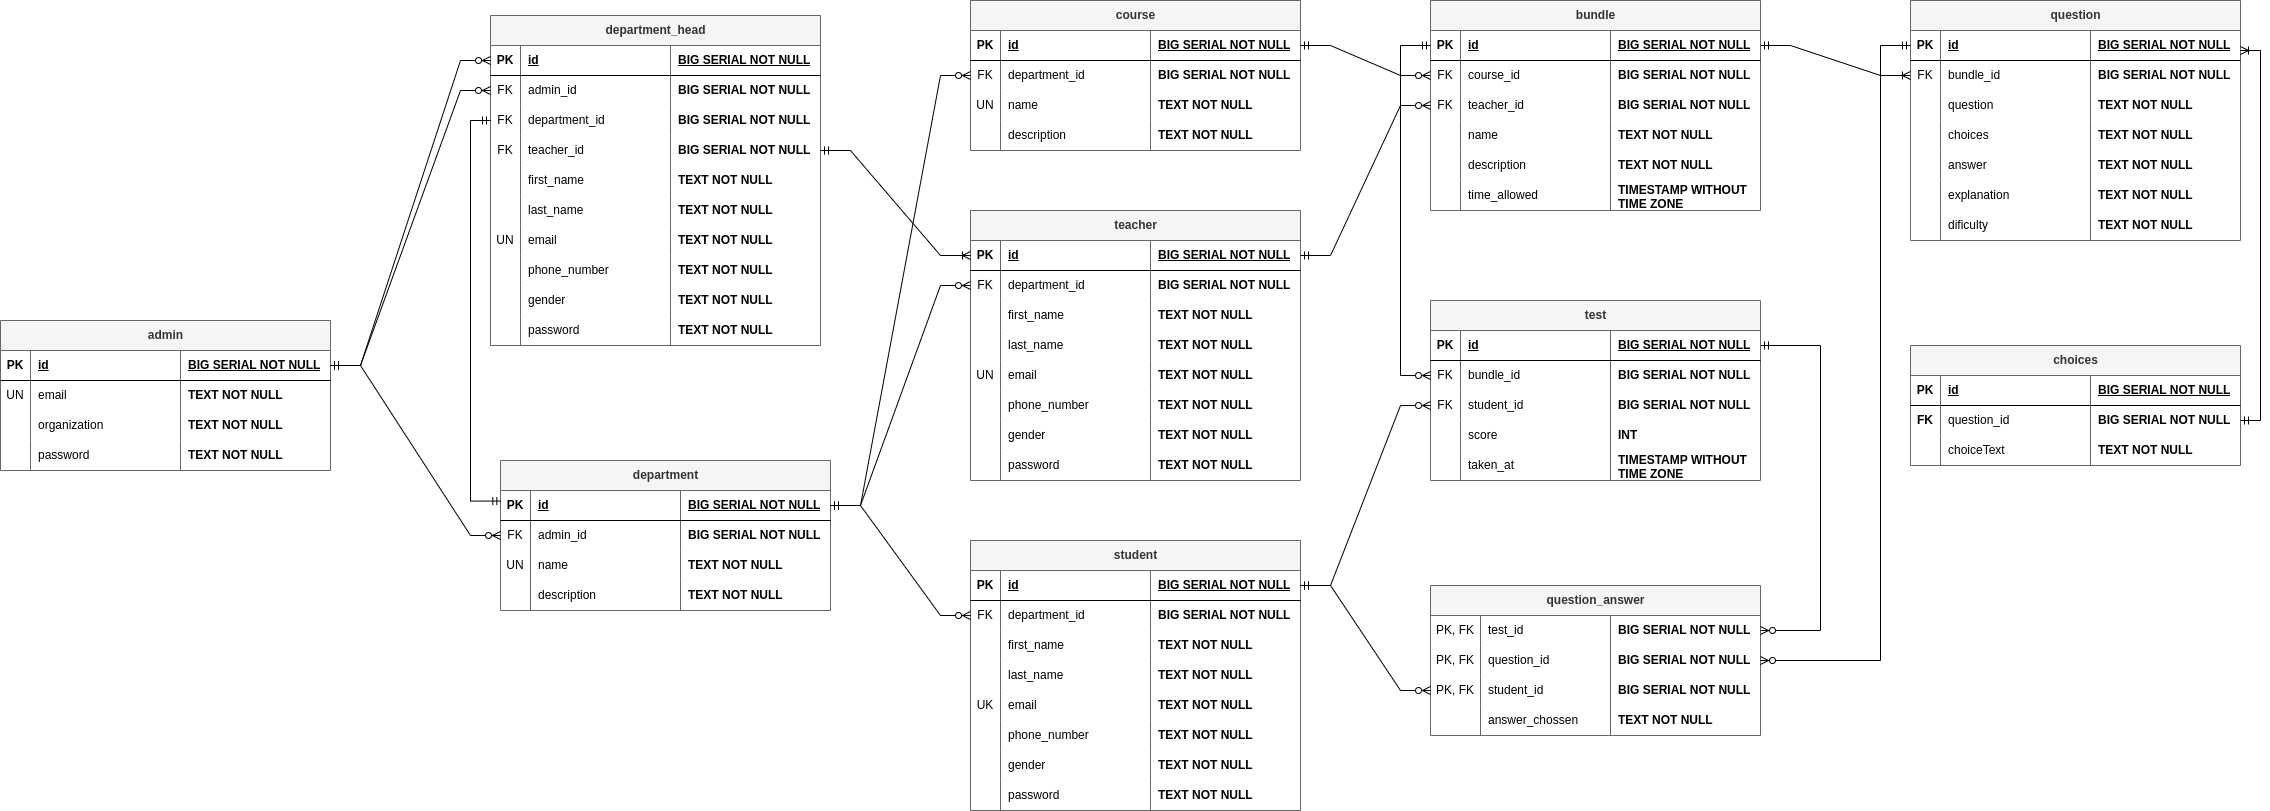 admin
PK id BIG SERIAL NOT NULL
UN email TEXT NOT NULL
organization TEXT NOT NULL
password TEXT NOT NULL
department_head
PK id BIG SERIAL NOT NULL
FK admin_id BIG SERIAL NOT NULL
FK department_id BIG SERIAL NOT NULL
FK teacher_id BIG SERIAL NOT NULL
first_name TEXT NOT NULL
last_name TEXT NOT NULL
UN email TEXT NOT NULL
phone_number TEXT NOT NULL
gender TEXT NOT NULL
password TEXT NOT NULL
department
PK id BIG SERIAL NOT NULL
FK admin_id BIG SERIAL NOT NULL
UN name TEXT NOT NULL
description TEXT NOT NULL
course
PK id BIG SERIAL NOT NULL
FK department_id BIG SERIAL NOT NULL
UN name TEXT NOT NULL
description TEXT NOT NULL
teacher
PK id BIG SERIAL NOT NULL
FK department_id BIG SERIAL NOT NULL
first_name TEXT NOT NULL
last_name TEXT NOT NULL
UN email TEXT NOT NULL
phone_number TEXT NOT NULL
gender TEXT NOT NULL
password TEXT NOT NULL
student
PK id BIG SERIAL NOT NULL
FK department_id BIG SERIAL NOT NULL
first_name TEXT NOT NULL
last_name TEXT NOT NULL
UK email TEXT NOT NULL
phone_number TEXT NOT NULL
gender TEXT NOT NULL
password TEXT NOT NULL
bundle
PK id BIG SERIAL NOT NULL
FK course_id BIG SERIAL NOT NULL
FK teacher_id BIG SERIAL NOT NULL
name TEXT NOT NULL
description TEXT NOT NULL
time_allowed TIMESTAMP WITHOUT
TIME ZONE
test
PK id BIG SERIAL NOT NULL
FK bundle_id BIG SERIAL NOT NULL
FK student_id BIG SERIAL NOT NULL
score INT
taken_at TIMESTAMP WITHOUT
TIME ZONE
question_answer
PK, FK test_id BIG SERIAL NOT NULL
PK, FK question_id BIG SERIAL NOT NULL
PK, FK student_id BIG SERIAL NOT NULL
answer_chossen TEXT NOT NULL
question
PK id BIG SERIAL NOT NULL
FK bundle_id BIG SERIAL NOT NULL
question TEXT NOT NULL
choices TEXT NOT NULL
answer TEXT NOT NULL
explanation TEXT NOT NULL
dificulty TEXT NOT NULL
choices
PK id BIG SERIAL NOT NULL
FK question_id BIG SERIAL NOT NULL
choiceText TEXT NOT NULL